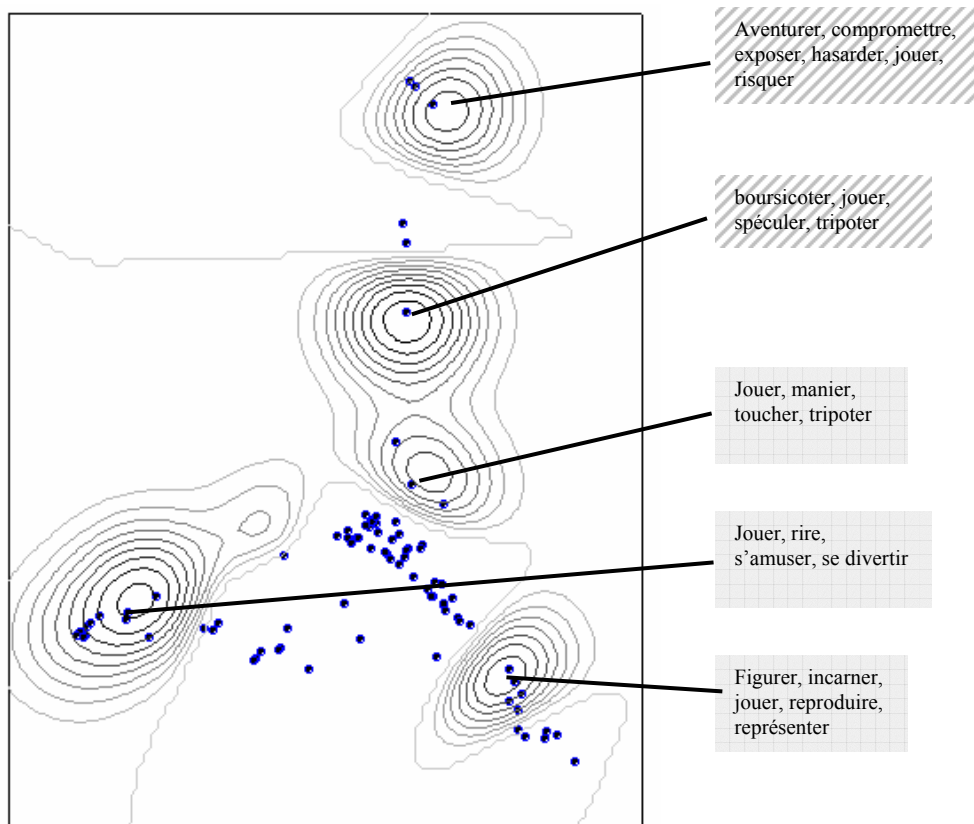 Aventurer, compromettre,
exposer, hasarder, jouer,
risquer
boursicoter, jouer,
spéculer, tripoter
Jouer, manier,
toucher, tripoter
Jouer, rire,
s’amuser, se divertir
Figurer, incarner,
jouer, reproduire,
représenter